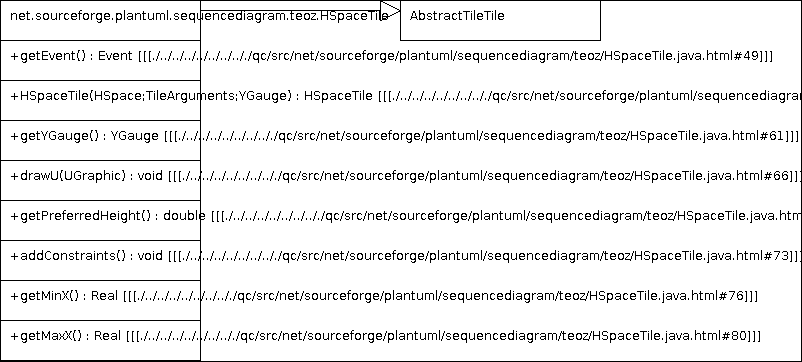 net.sourceforge.plantuml.sequencediagram.teoz.HSpaceTile
AbstractTileTile
+getEvent() : Event [[[./../../../../../../../../qc/src/net/sourceforge/plantuml/sequencediagram/teoz/HSpaceTile.java.html#49]]]
+HSpaceTile(HSpace;TileArguments;YGauge) : HSpaceTile [[[./../../../../../../../../qc/src/net/sourceforge/plantuml/sequencediagra
+getYGauge() : YGauge [[[./../../../../../../../../qc/src/net/sourceforge/plantuml/sequencediagram/teoz/HSpaceTile.java.html#61]]]
+drawU(UGraphic) : void [[[./../../../../../../../../qc/src/net/sourceforge/plantuml/sequencediagram/teoz/HSpaceTile.java.html#66]]]
+getPreferredHeight() : double [[[./../../../../../../../../qc/src/net/sourceforge/plantuml/sequencediagram/teoz/HSpaceTile.java.htm
+addConstraints() : void [[[./../../../../../../../../qc/src/net/sourceforge/plantuml/sequencediagram/teoz/HSpaceTile.java.html#73]]]
+getMinX() : Real [[[./../../../../../../../../qc/src/net/sourceforge/plantuml/sequencediagram/teoz/HSpaceTile.java.html#76]]]
+getMaxX() : Real [[[./../../../../../../../../qc/src/net/sourceforge/plantuml/sequencediagram/teoz/HSpaceTile.java.html#80]]]